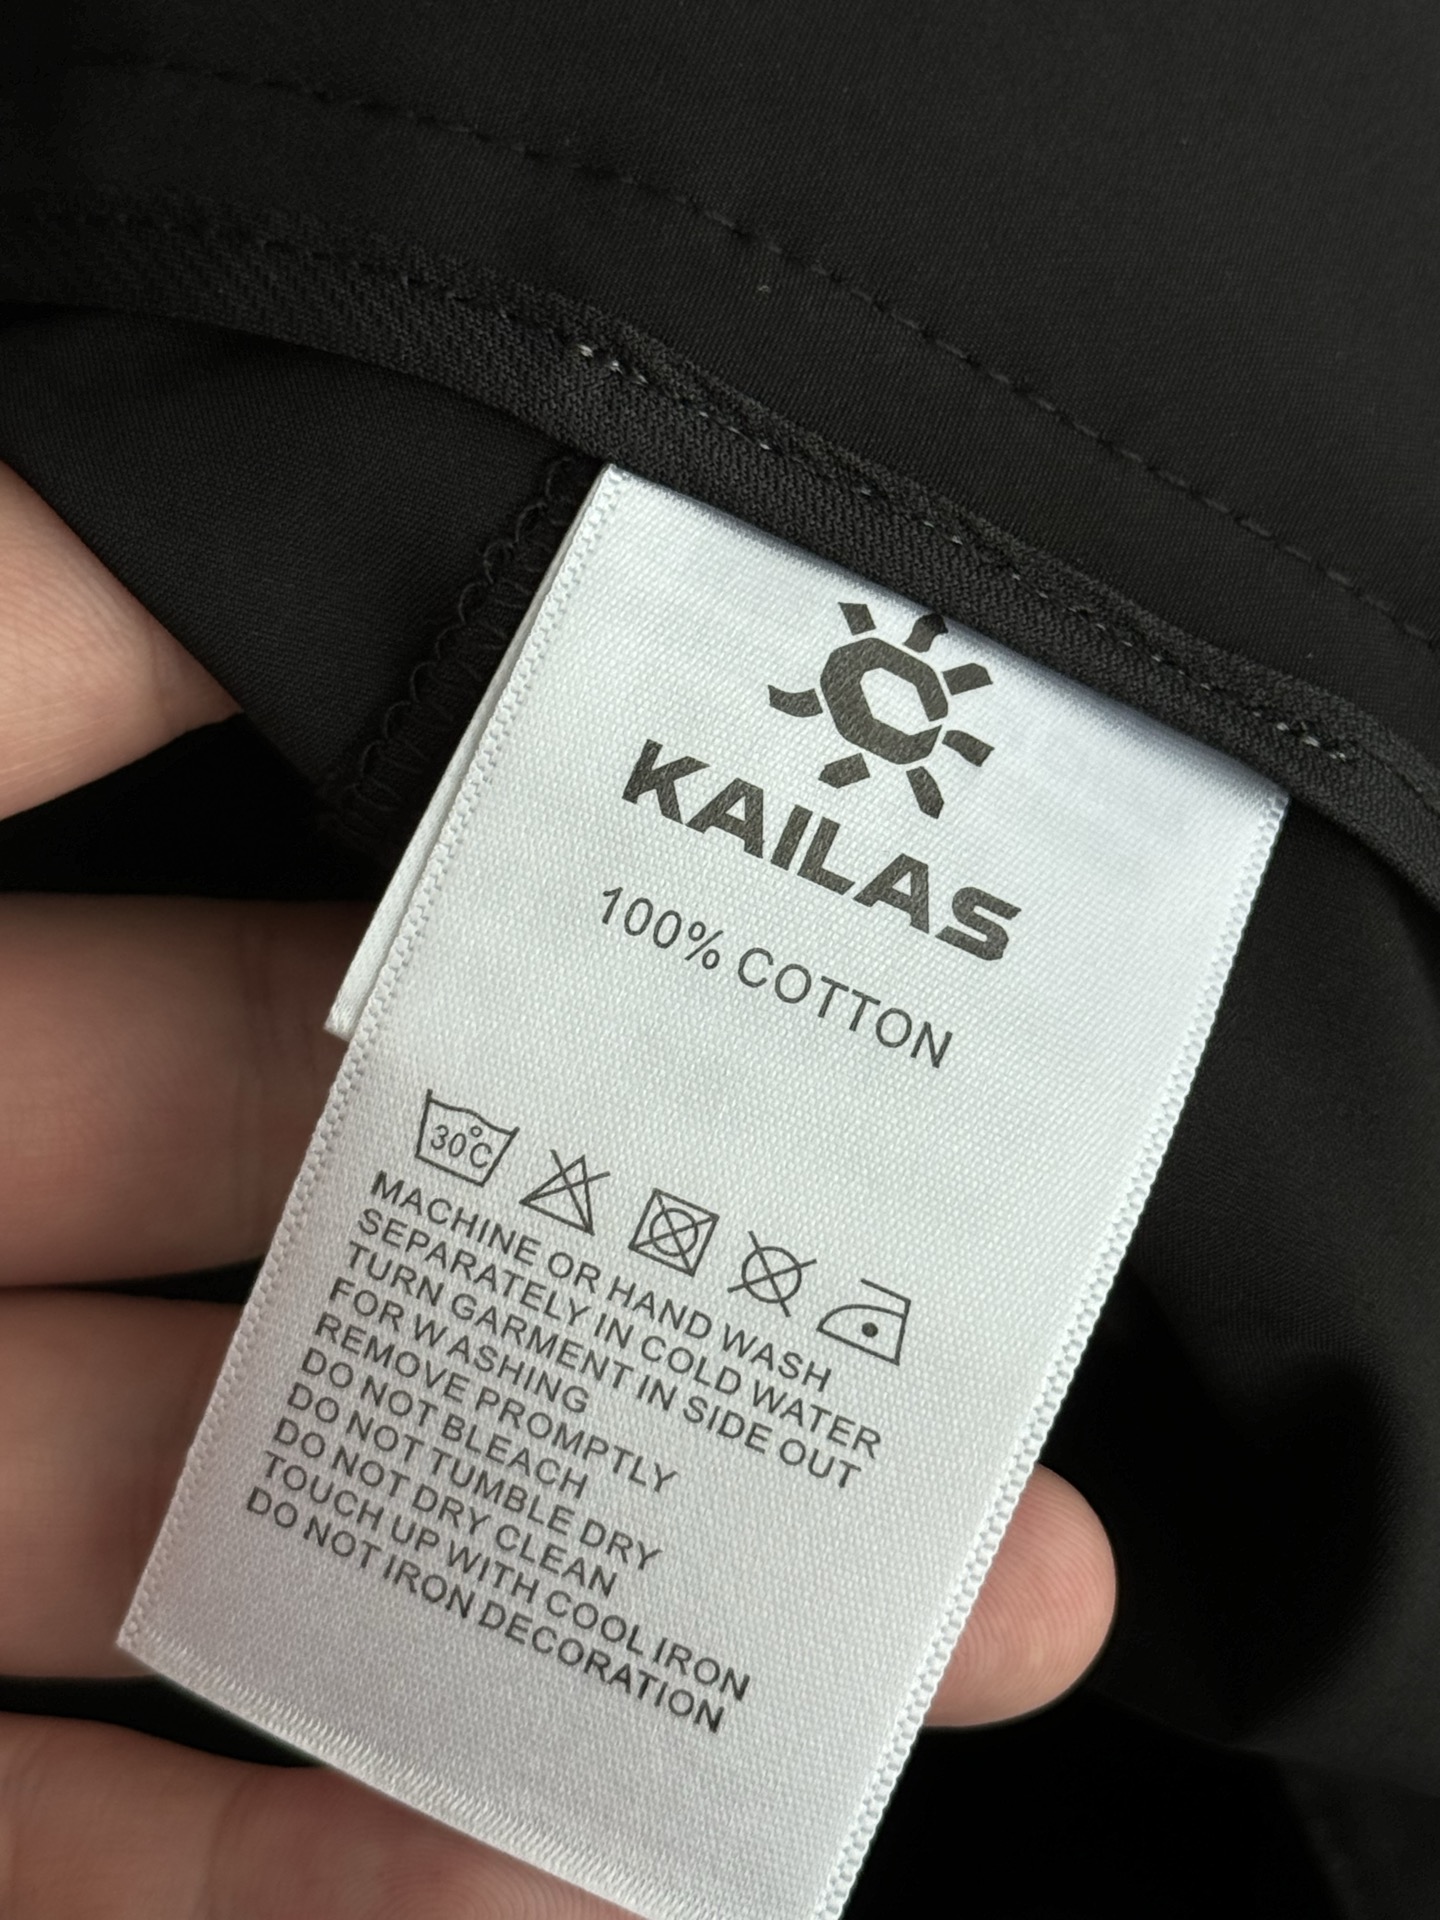 KAILAS
100% COTTON
30°C
MACHINE OR HAND WASH
SEPARATELY IN COLD WATER
TURN GARMENT IN SIDE OUT
FOR WASHING
REMOVE PROMPTLY
DO NOT BLEACH
DO NOT TUMBLE DRY
DO NOT DRY CLEAN
TOUCH UP WITH COOL IRON
DO NOT IRON DECORATION